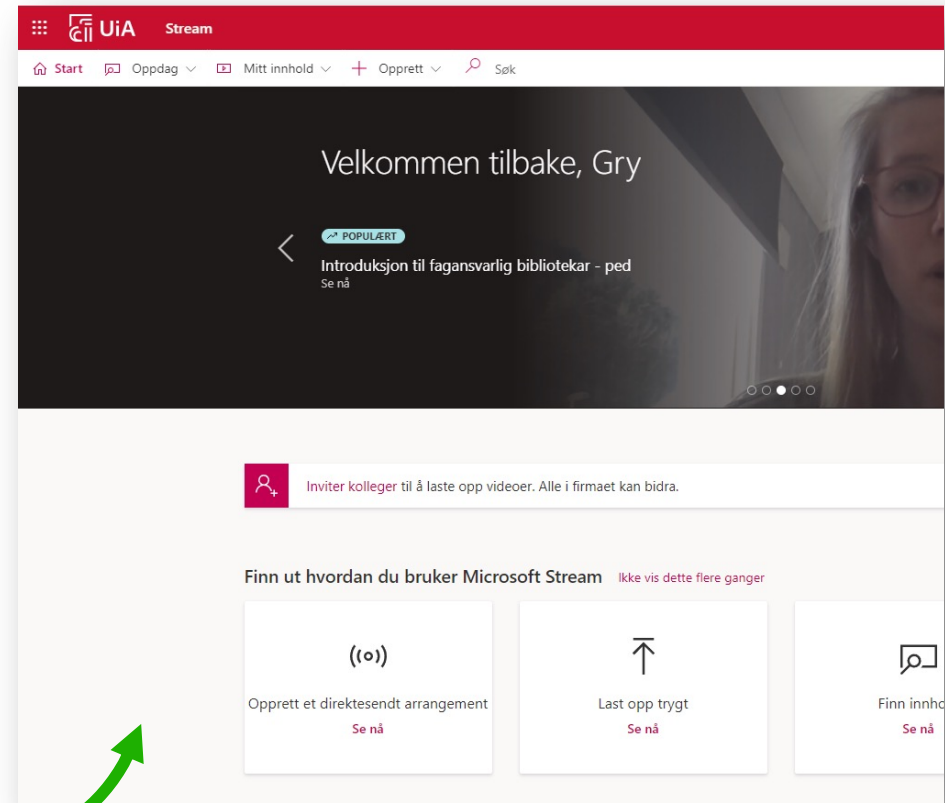 UiA Stream
Start Oppdag Mitt innhold Opprett Søk
Velkommen tilbake, Gry
POPULÆRT
Introduksjon til fagansvarlig bibliotekar - ped
Se nå
Inviter kolleger til å laste opp videoer. Alle i firmaet kan bidra.
Finn ut hvordan du bruker Microsoft Stream Ikke vis dette flere ganger
Opprett et direktesendt arrangement
Se nå
Last opp trygt
Se nå
Finn innho
Se nå